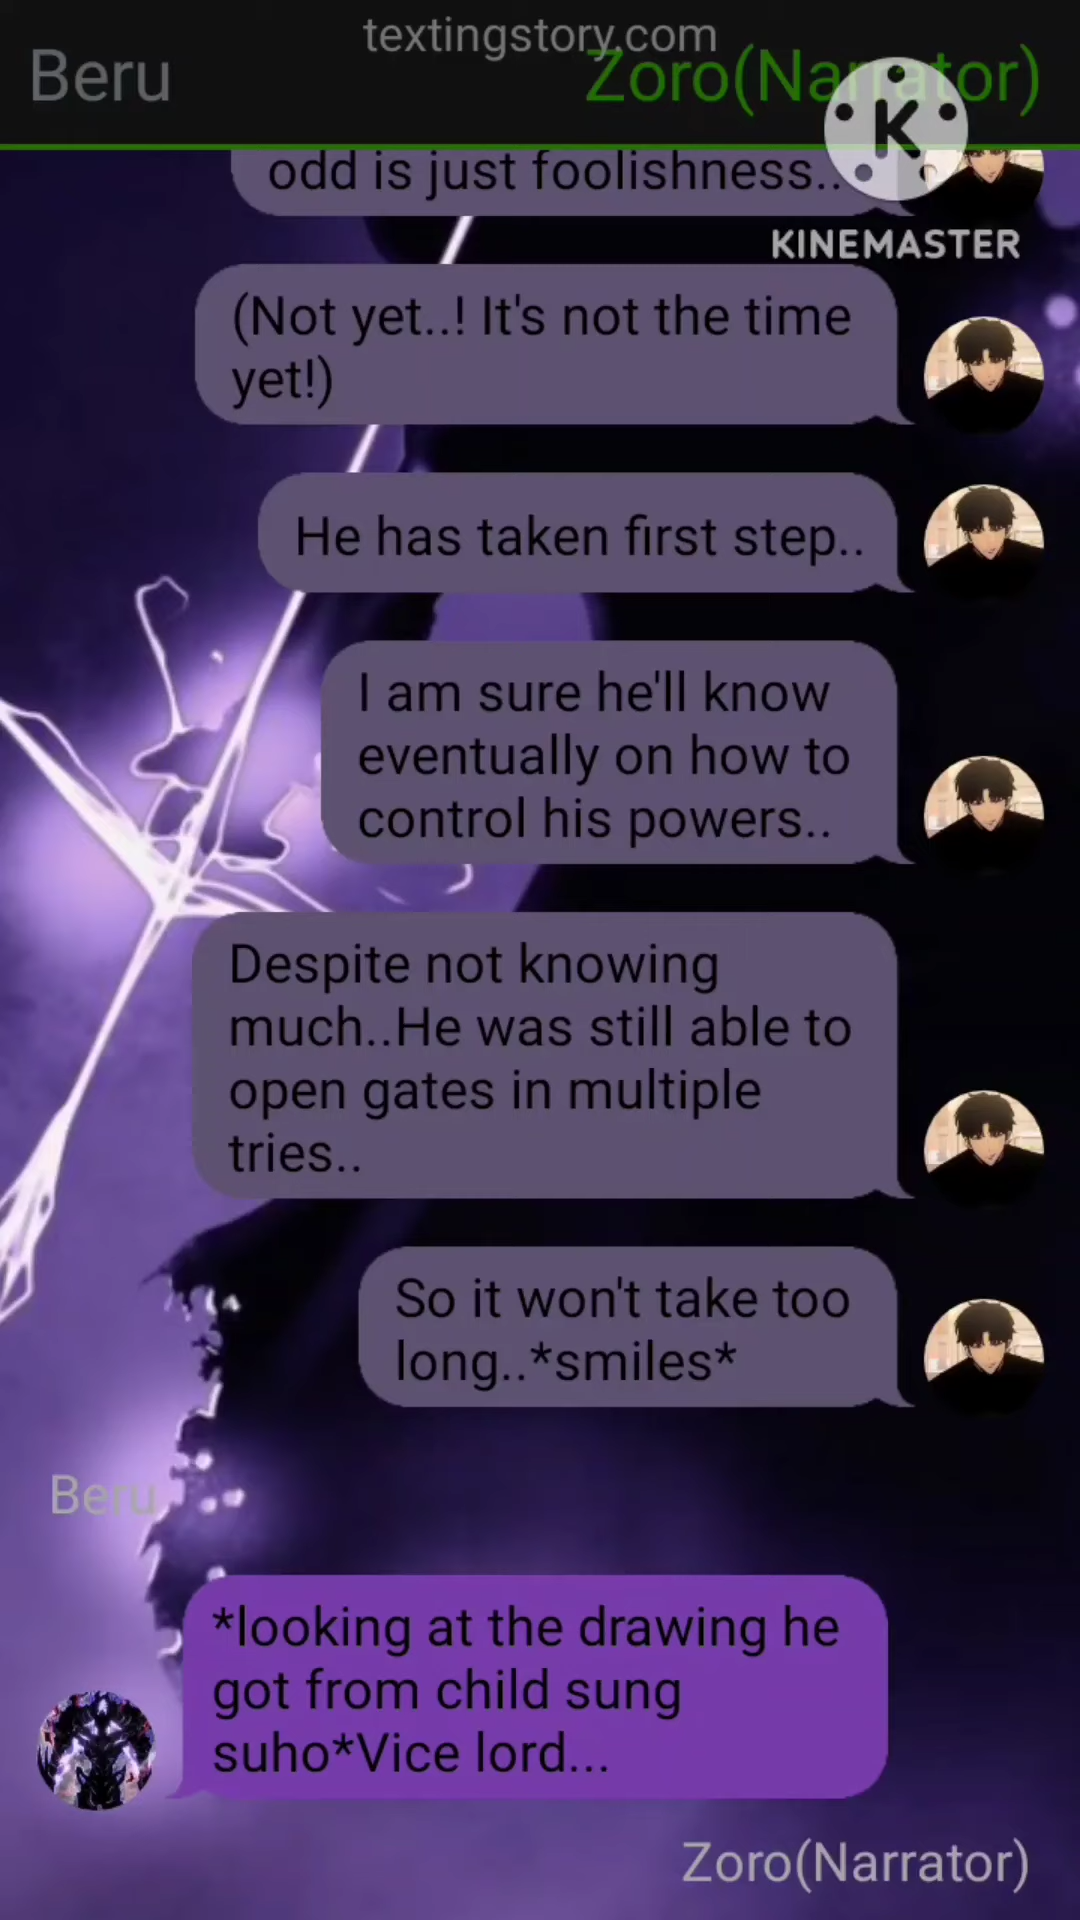 textingstory.com
Beru
Zoro(Narrator)
K
KINEMASTER
odd is just foolishness..
(Not yet..! It's not the time
yet!)
He has taken first step..
I am sure he'll know
eventually on how to
control his powers..
Despite not knowing
much..He was still able to
open gates in multiple
tries..
So it won't take too
long..*smiles*
Beru
*looking at the drawing he
got from child sung
suho*Vice lord...
Zoro(Narrator)